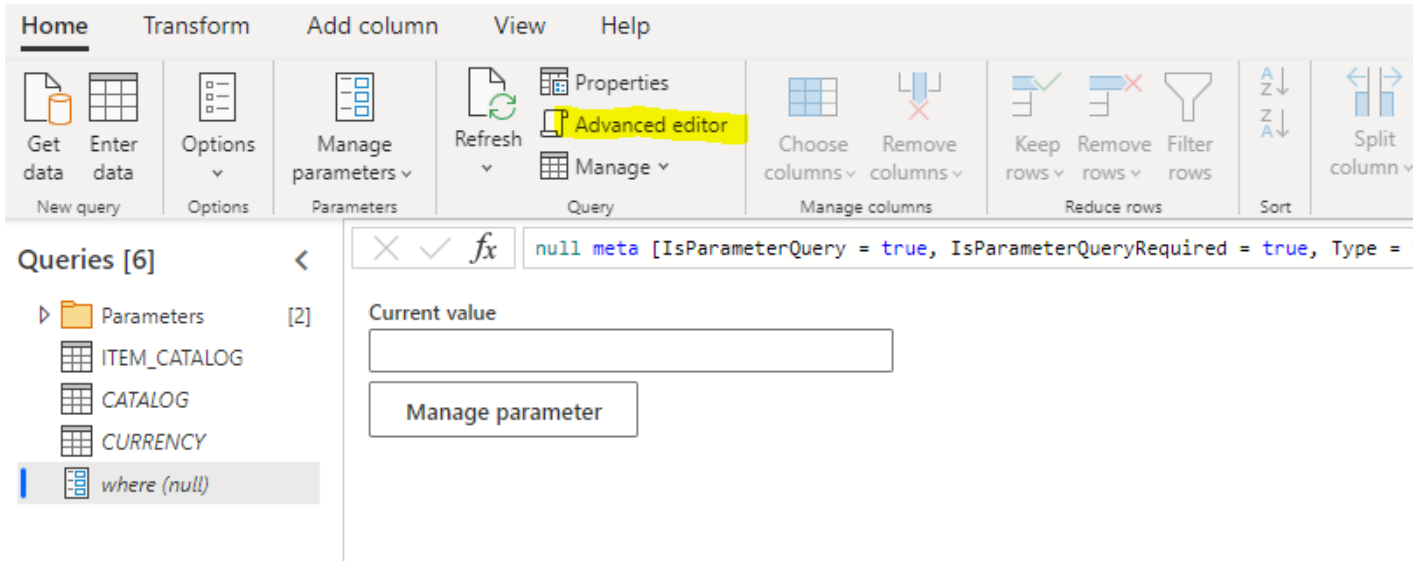 Home Transform Add column View Help
Get data
Enter data
New query
Options
Options
Manage parameters
Parameters
Refresh
Properties
Advanced editor
Manage
Query
Choose columns
Remove columns
Manage columns
Keep rows
Remove rows
Filter rows
Reduce rows
A
Z
Z
A
Sort
Split column
Queries [6]
Parameters [2]
ITEM_CATALOG
CATALOG
CURRENCY
where (null)
fx
null meta [IsParameterQuery = true, IsParameterQueryRequired = true, Type =
Current value
Manage parameter